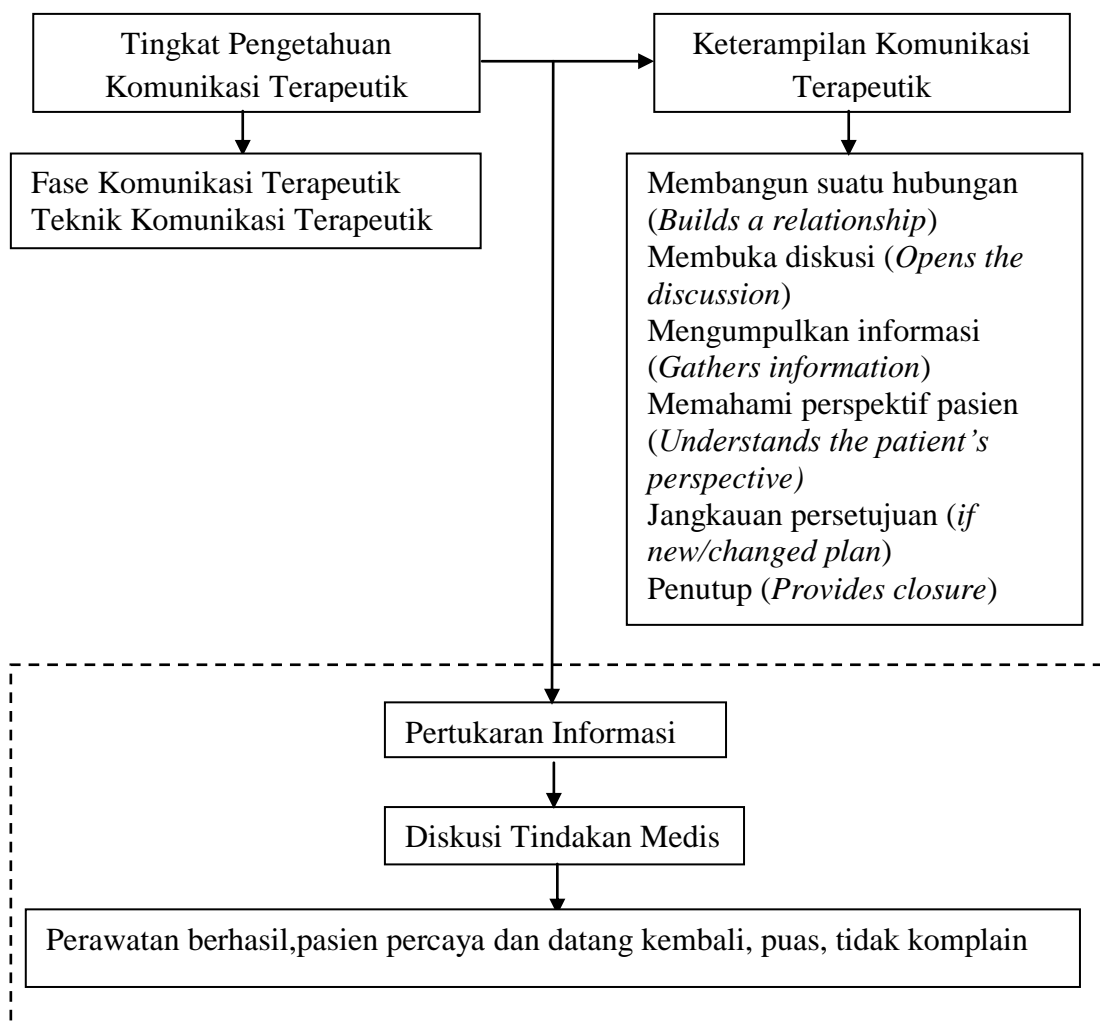 Tingkat Pengetahuan
Komunikasi Terapeutik
Keterampilan Komunikasi
Terapeutik
Fase Komunikasi Terapeutik
Teknik Komunikasi Terapeutik
Membangun suatu hubungan
(Builds a relationship)
Membuka diskusi (Opens the
discussion)
Mengumpulkan informasi
(Gathers information)
Memahami perspektif pasien
(Understands the patient’s
perspective)
Jangkauan persetujuan (if
new/changed plan)
Penutup (Provides closure)
Pertukaran Informasi
Diskusi Tindakan Medis
Perawatan berhasil,pasien percaya dan datang kembali, puas, tidak komplain